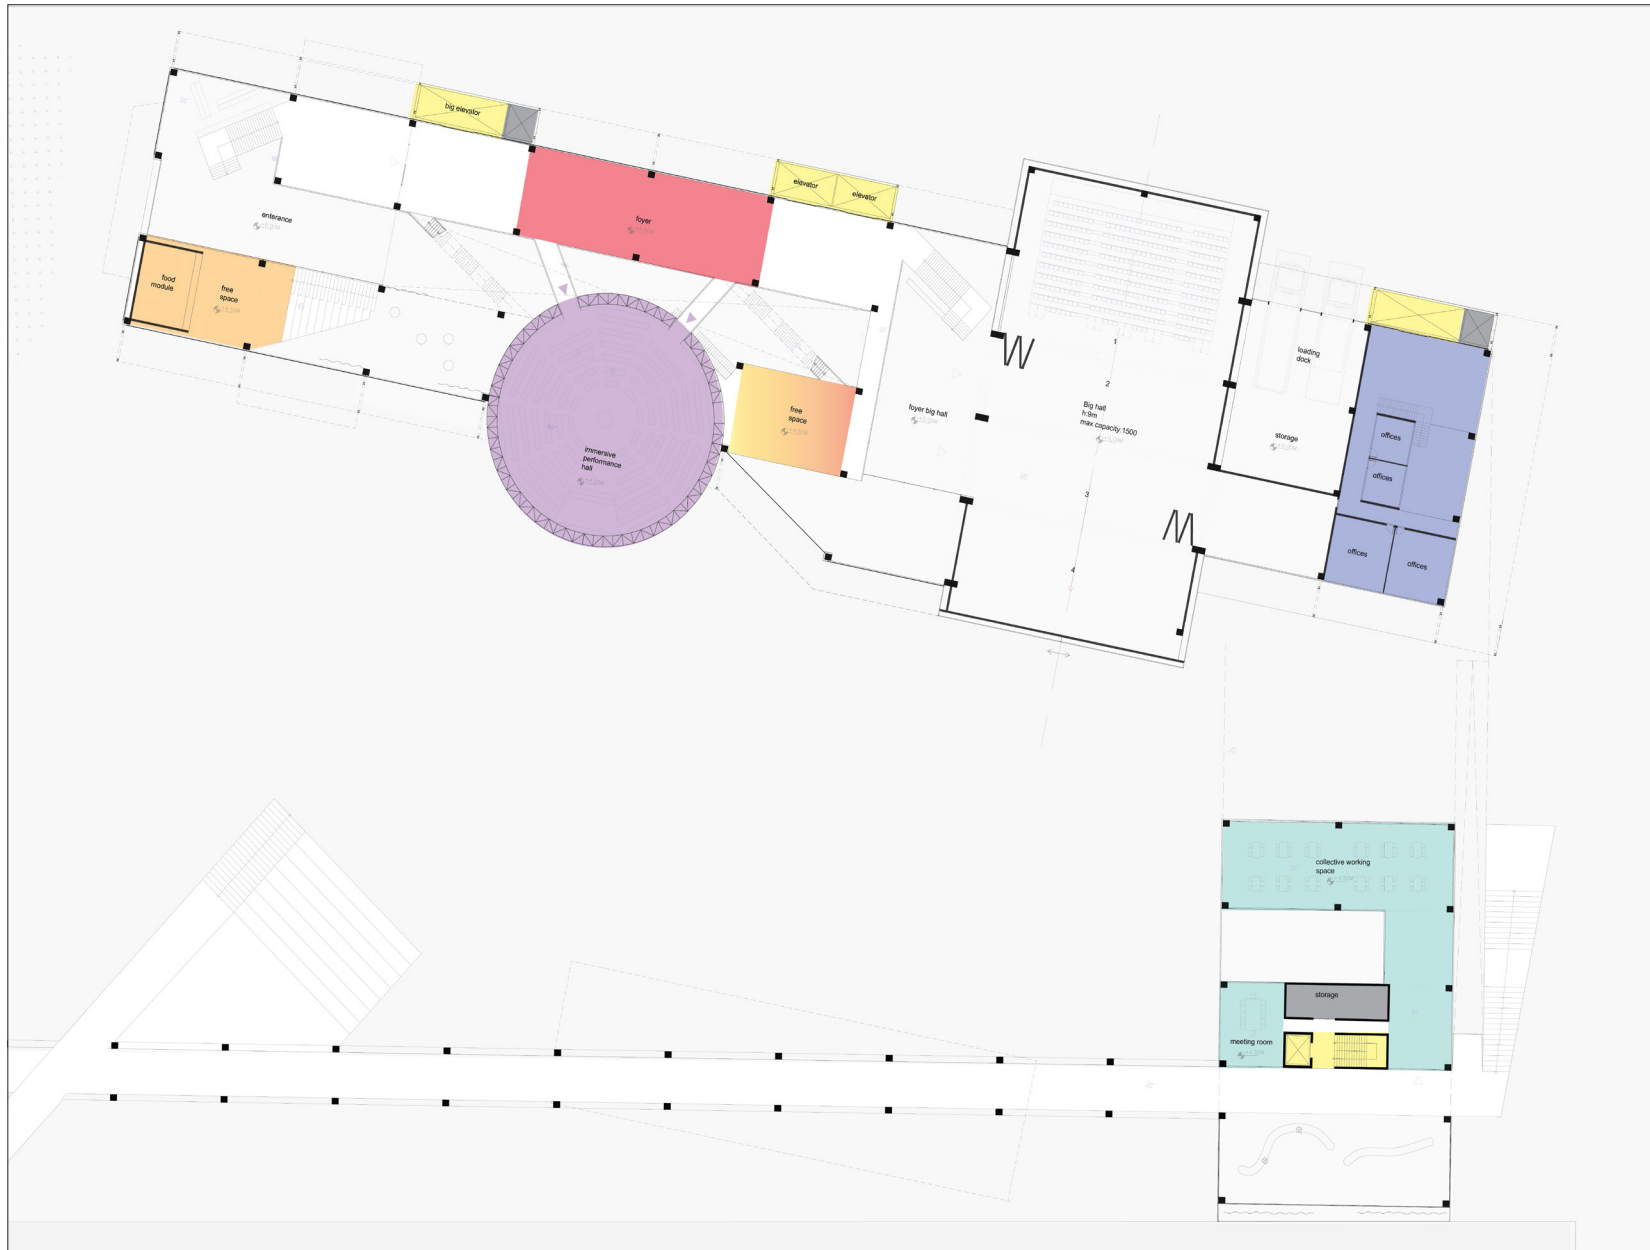 big elevator
elevator
elevator
foyer
enterance
food
module
free
space
immersive
performance
hall
free
space
foyer big hall
1
2
Big hall
h:9m
max capacity:1500
3
4
loading
dock
storage
offices
offices
offices
offices
collective working
space
storage
meeting room